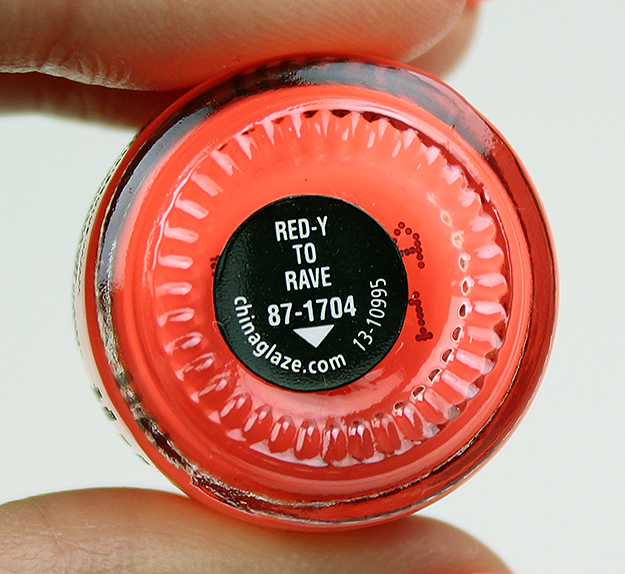 RED-Y
TO
RAVE
87-1704
chinaglaze.com
13-10995